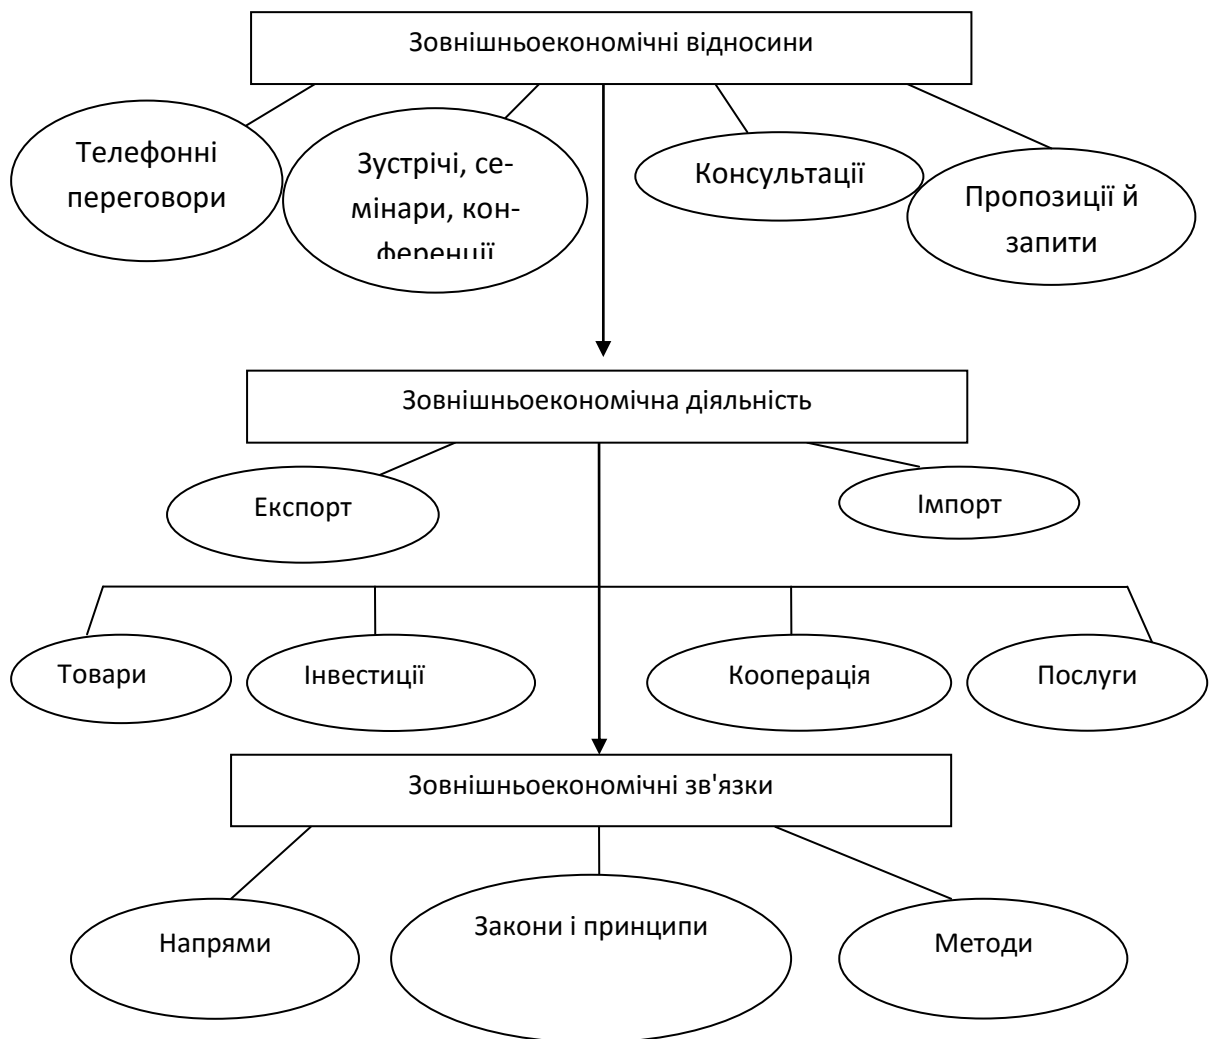 Зовнішньоекономічні відносини
Телефонні
переговори
Зустрічі, се-
мінари, кон-
ференції
Консультації
Пропозиції й
запити
Зовнішньоекономічна діяльність
Експорт
Імпорт
Товари
Інвестиції
Кооперація
Послуги
Зовнішньоекономічні зв'язки
Напрями
Закони і принципи
Методи